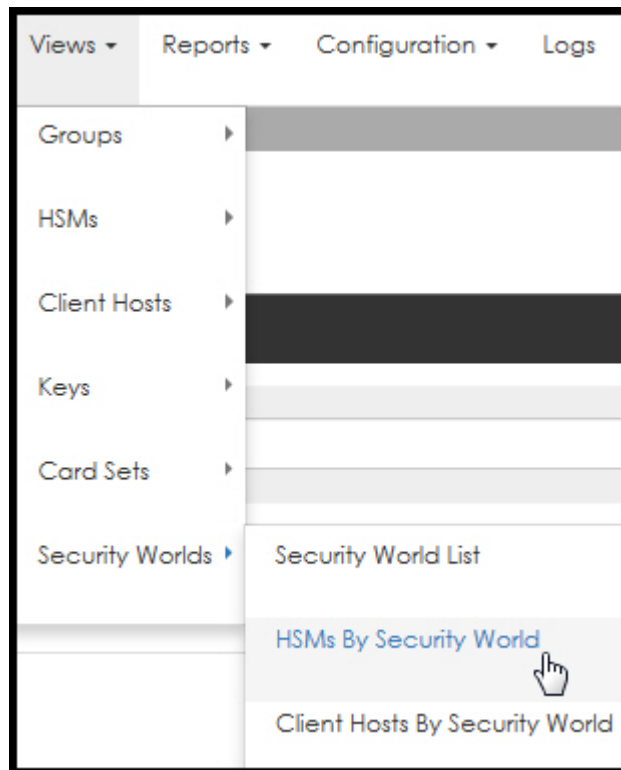 Views Reports Configuration Logs
Groups
HSMs
Client Hosts
Keys
Card Sets
Security Worlds
Security World List
HSMs By Security World
Client Hosts By Security World